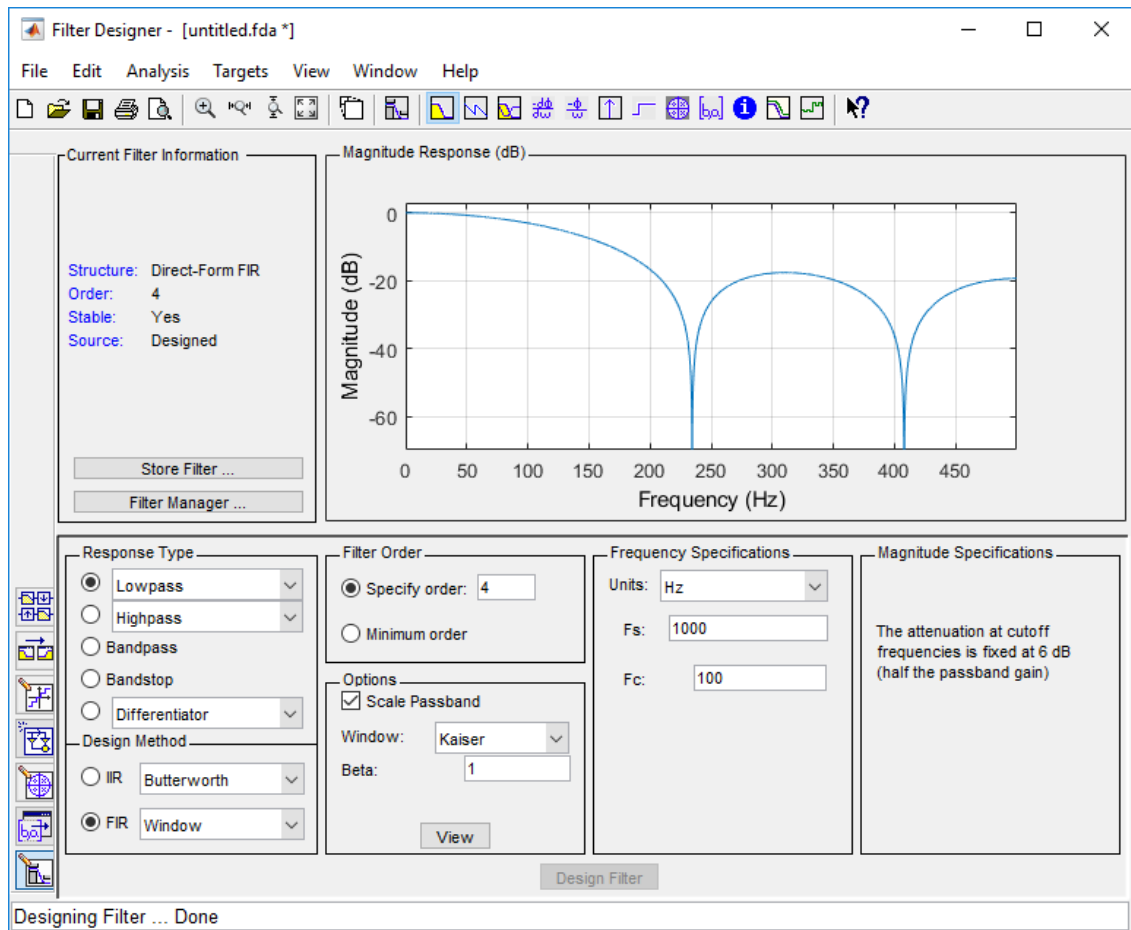 Filter Designer - [untitled.fda *]
File Edit Analysis Targets View Window Help
Current Filter Information
Structure: Direct-Form FIR
Order: 4
Stable: Yes
Source: Designed
Store Filter ...
Filter Manager ...
Magnitude Response (dB)
Magnitude (dB)
0
-20
-40
-60
0 50 100 150 200 250 300 350 400 450
Frequency (Hz)
Response Type
Lowpass
Highpass
Bandpass
Bandstop
Differentiator
Design Method
IIR Butterworth
FIR Window
Filter Order
Specify order: 4
Minimum order
Options
Scale Passband
Window: Kaiser
Beta: 1
View
Frequency Specifications
Units: Hz
Fs: 1000
Fc: 100
Magnitude Specifications
The attenuation at cutoff
frequencies is fixed at 6 dB
(half the passband gain)
Design Filter
Designing Filter ... Done